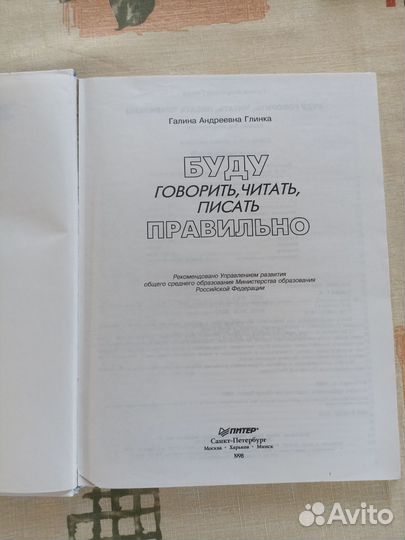 Галина Андреевна Глинка
БУДУ
ГОВОРИТЬ, ЧИТАТЬ,
ПИСАТЬ
ПРАВИЛЬНО
Рекомендовано Управлением развития
общего среднего образования Министерства образования
Российской Федерации
ПИТЕР
Санкт-Петербург
Москва • Харьков • Минск
1998
Avito